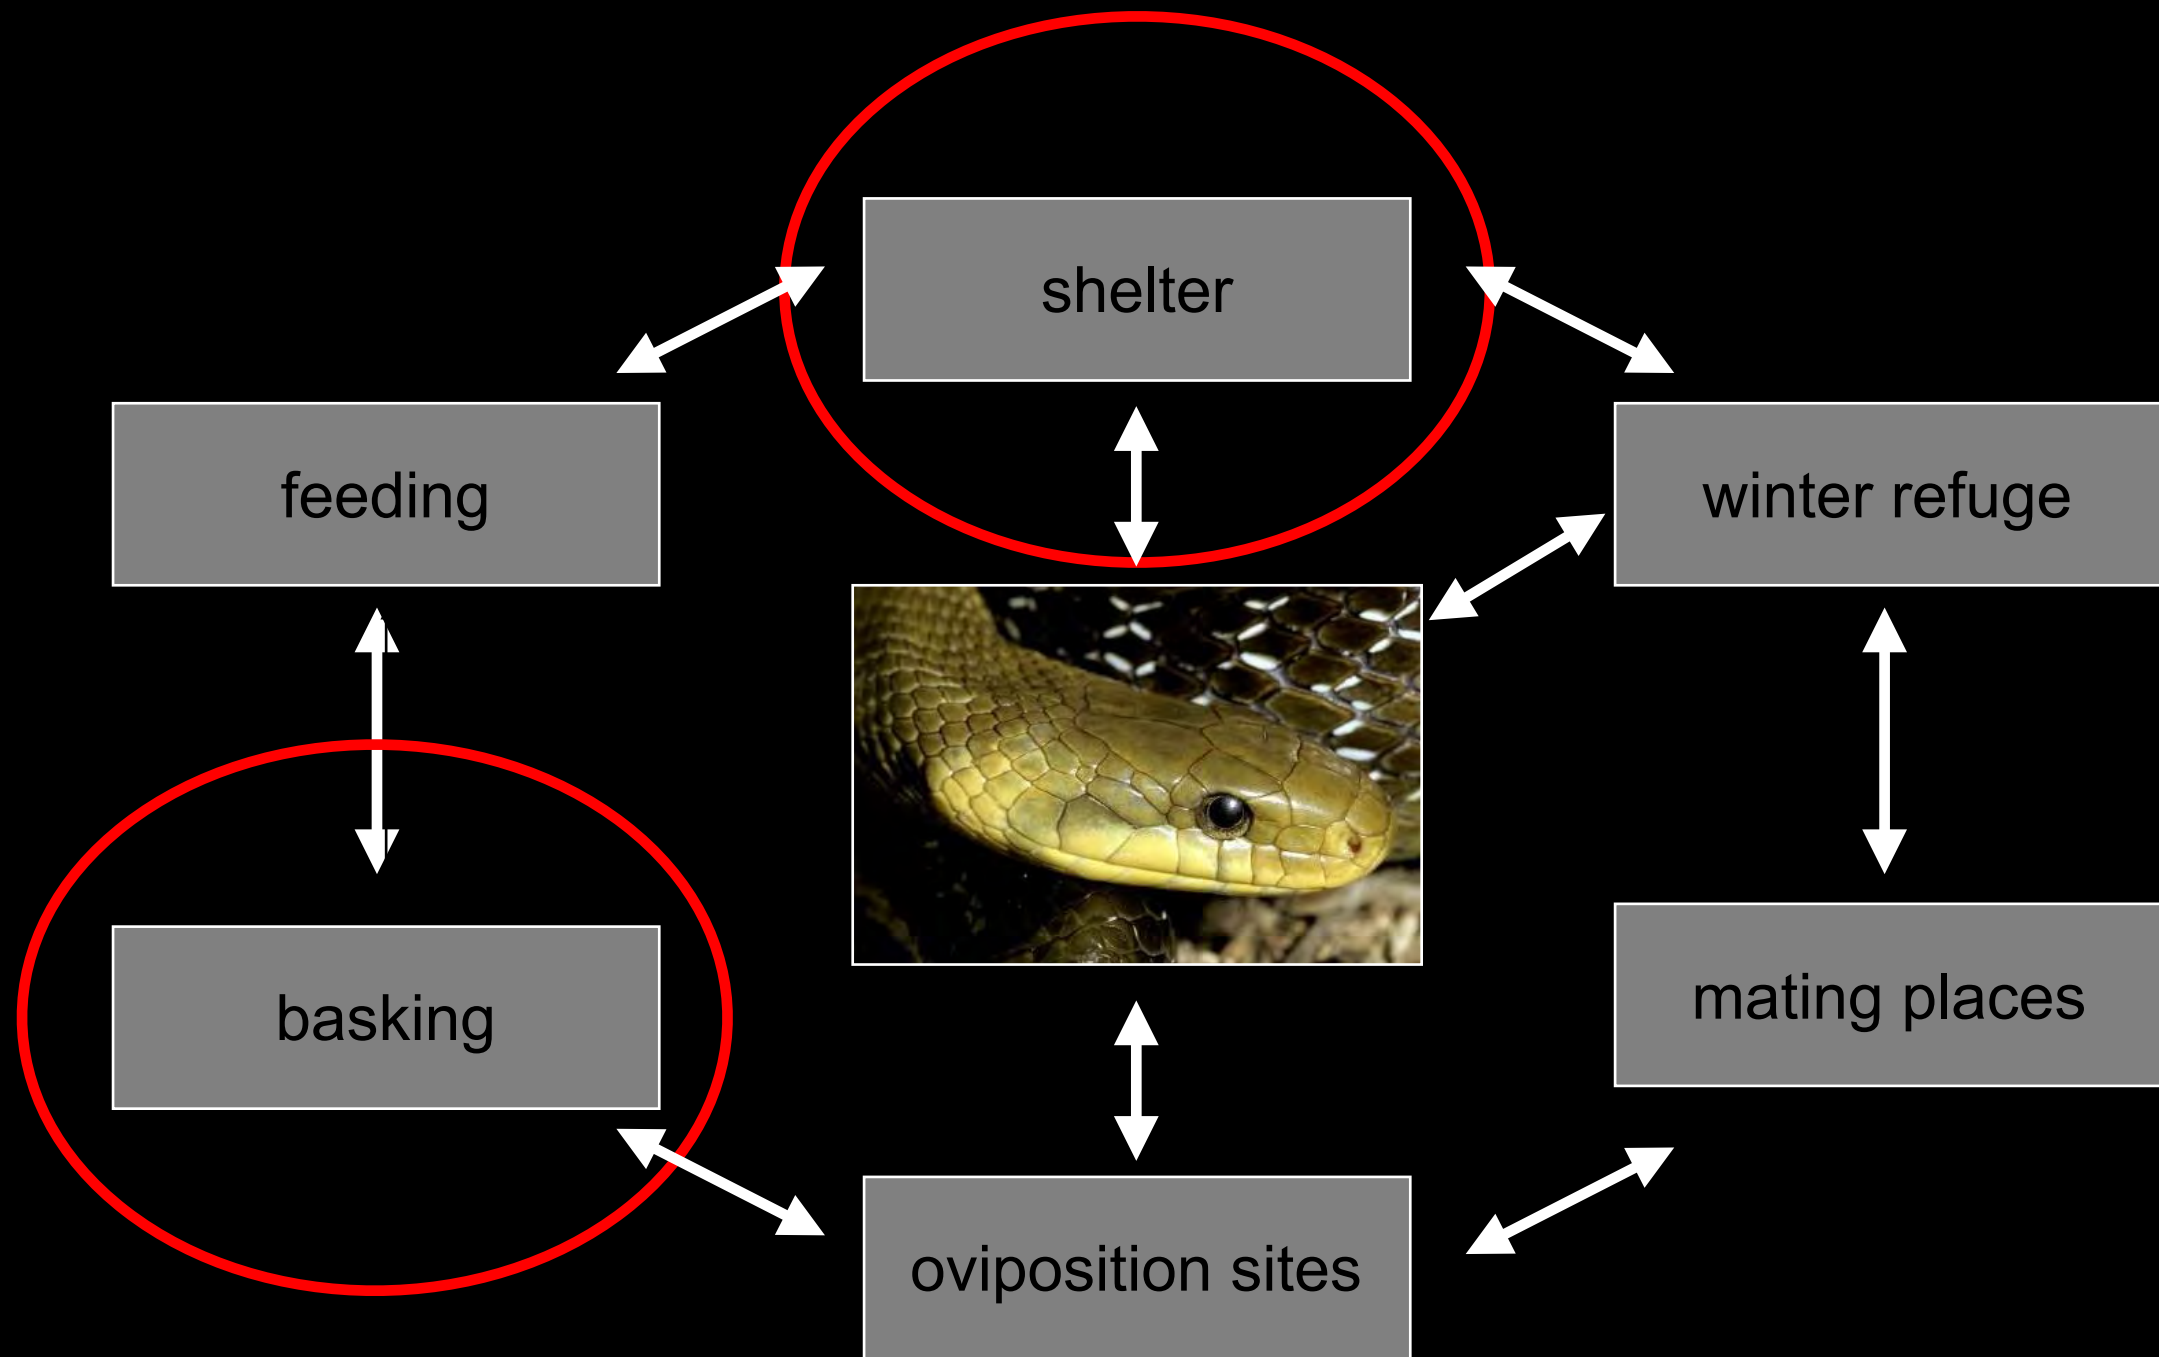 shelter
feeding
winter refuge
basking
mating places
oviposition sites